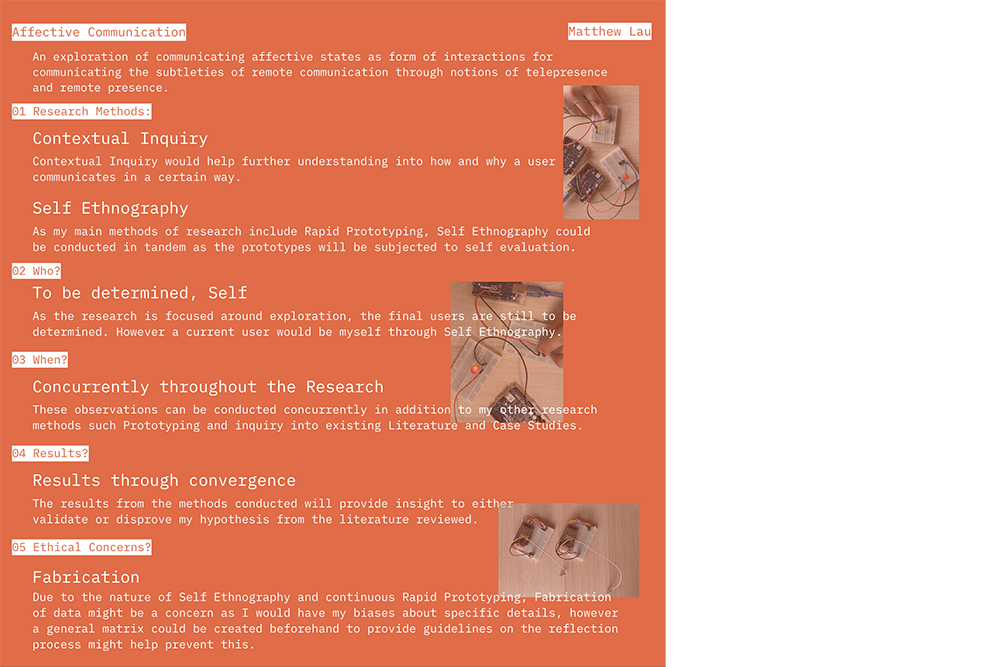 Affective Communication
Matthew Lau
An exploration of communicating affective states as form of interactions for
communicating the subtleties of remote communication through notions of telepresence
and remote presence.
01 Research Methods:
Contextual Inquiry
Contextual Inquiry would help further understanding into how and why a user
communicates in a certain way.
Self Ethnography
As my main methods of research include Rapid Prototyping, Self Ethnography could
be conducted in tandem as the prototypes will be subjected to self evaluation.
02 Who?
To be determined, Self
As the research is focused around exploration, the final users are still to be
determined. However a current user would be myself through Self Ethnography.
03 When?
Concurrently throughout the Research
These observations can be conducted concurrently in addition to my other research
methods such Prototyping and inquiry into existing Literature and Case Studies.
04 Results?
Results through convergence
The results from the methods conducted will provide insight to either
validate or disprove my hypothesis from the literature reviewed.
05 Ethical Concerns?
Fabrication
Due to the nature of Self Ethnography and continuous Rapid Prototyping, Fabrication
of data might be a concern as I would have my biases about specific details, however
a general matrix could be created beforehand to provide guidelines on the reflection
process might help prevent this.